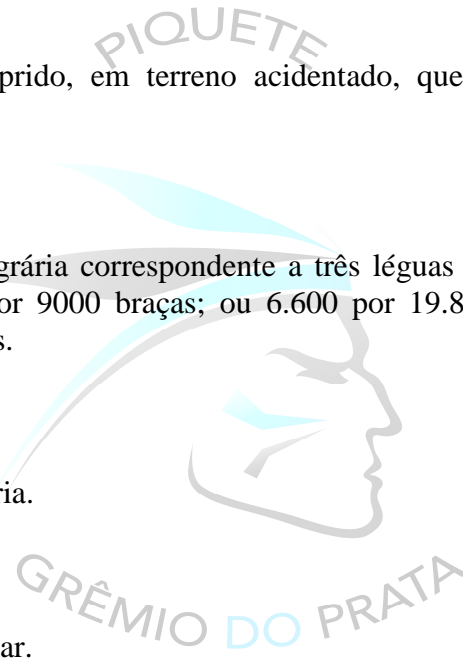 PIQUETE
prido, em terreno acidentado, que
grária correspondente a três léguas
or 9000 braças; ou 6.600 por 19.8
s.
ria.
GRÊMIO DO PRATA
ar.